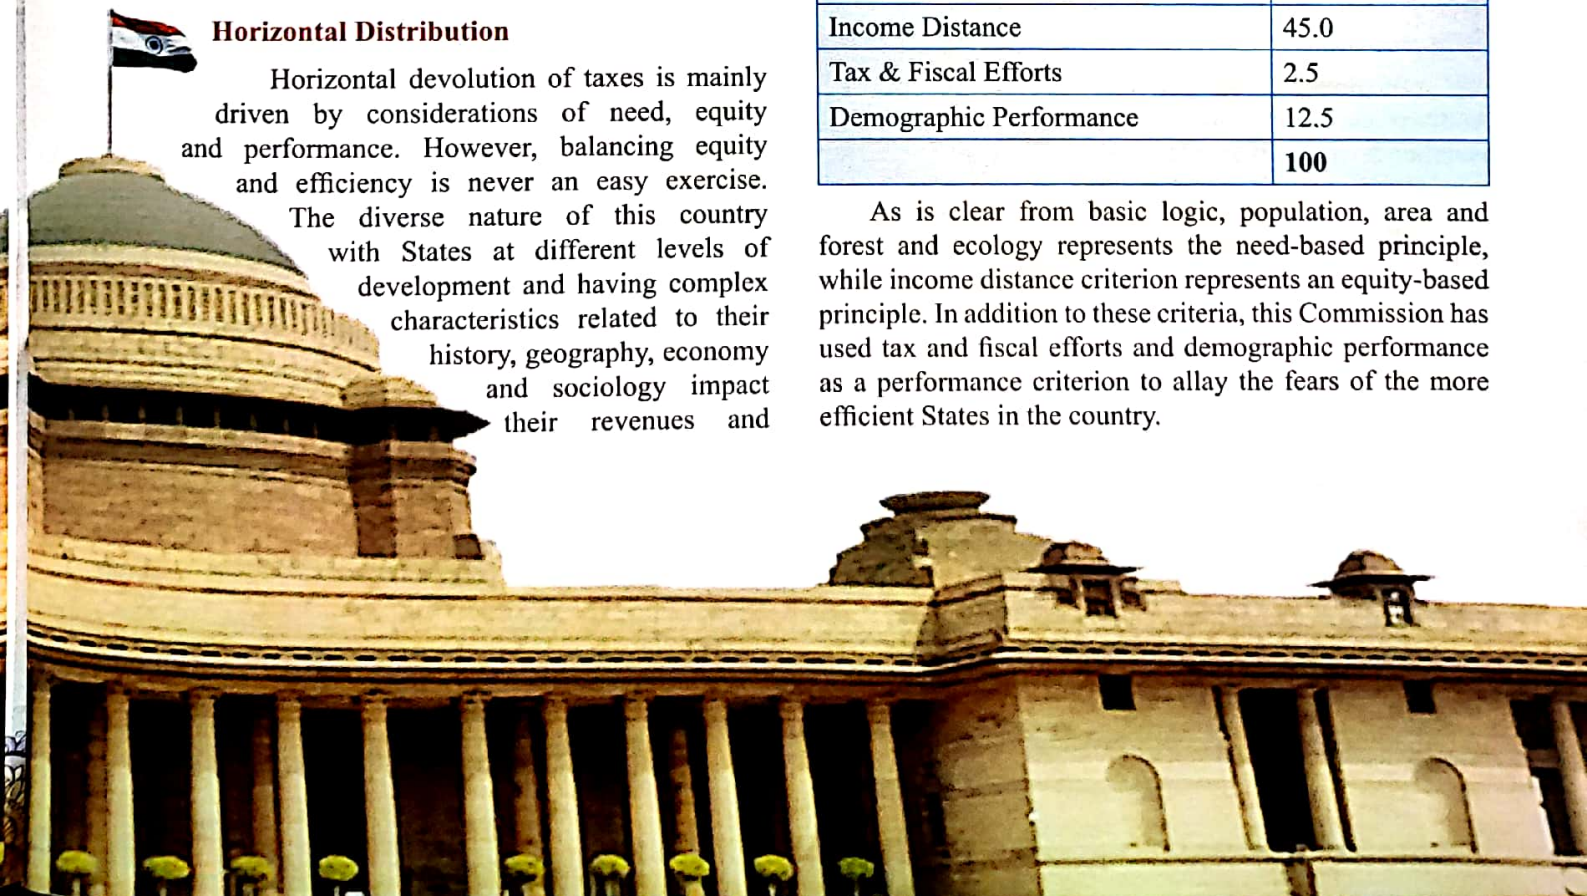 Horizontal Distribution
Horizontal devolution of taxes is mainly
driven by considerations of need, equity
and performance. However, balancing equity
and efficiency is never an easy exercise.
The diverse nature of this country
with States at different levels of
development and having complex
characteristics related to their
history, geography, economy
and sociology impact
their revenues and
Income Distance 45.0
Tax & Fiscal Efforts 2.5
Demographic Performance 12.5
100
As is clear from basic logic, population, area and
forest and ecology represents the need-based principle,
while income distance criterion represents an equity-based
principle. In addition to these criteria, this Commission has
used tax and fiscal efforts and demographic performance
as a performance criterion to allay the fears of the more
efficient States in the country.